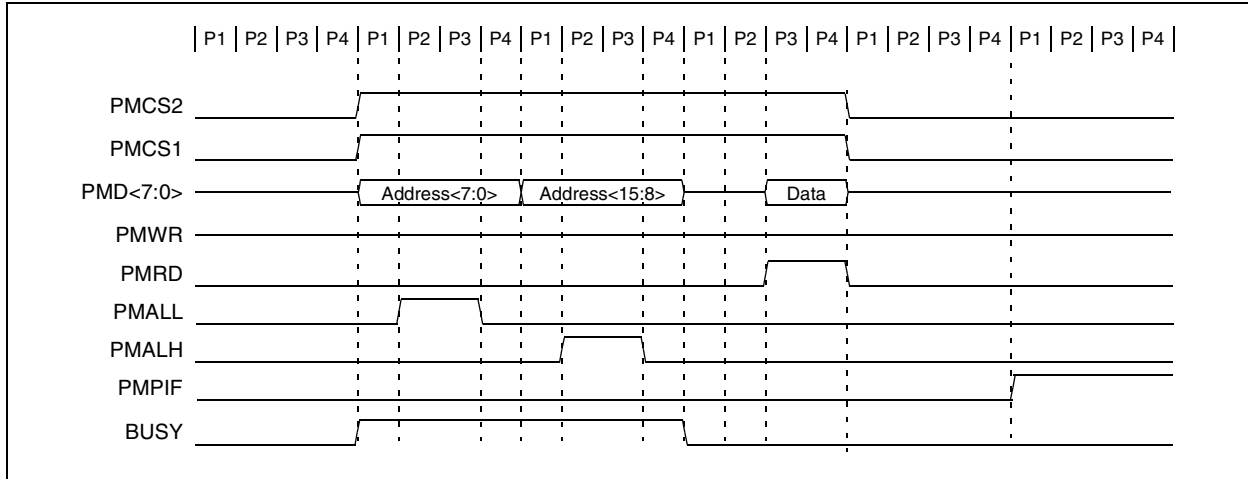 P1 P2 P3 P4 P1 P2 P3 P4 P1 P2 P3 P4 P1 P2 P3 P4 P1 P2 P3 P4 P1 P2 P3 P4
PMCS2
PMCS1
PMD<7:0> Address<7:0> Address<15:8> Data
PMWR
PMRD
PMALL
PMALH
PMPIF
BUSY